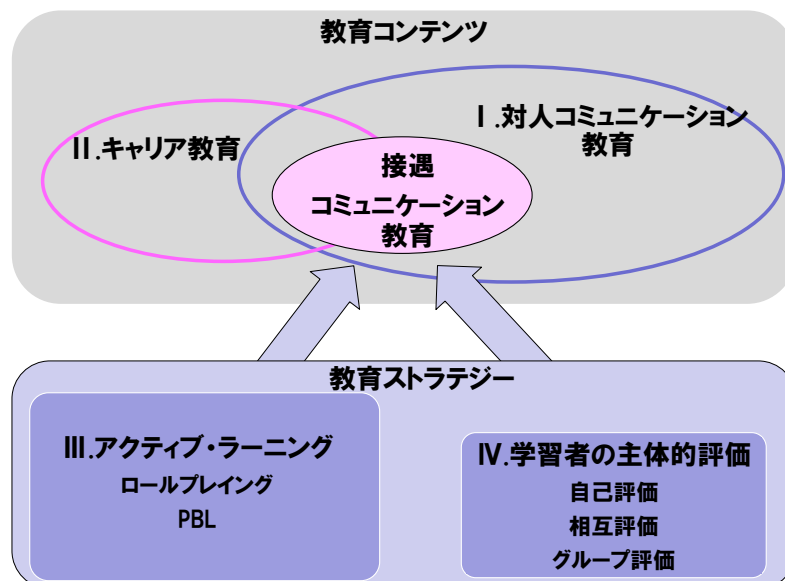 教育コンテンツ
Ⅰ.対人コミュニケーション
教育
Ⅱ.キャリア教育
接遇
コミュニケーション
教育
教育ストラテジー
Ⅲ.アクティブ・ラーニング
ロールプレイング
PBL
Ⅳ.学習者の主体的評価
自己評価
相互評価
グループ評価